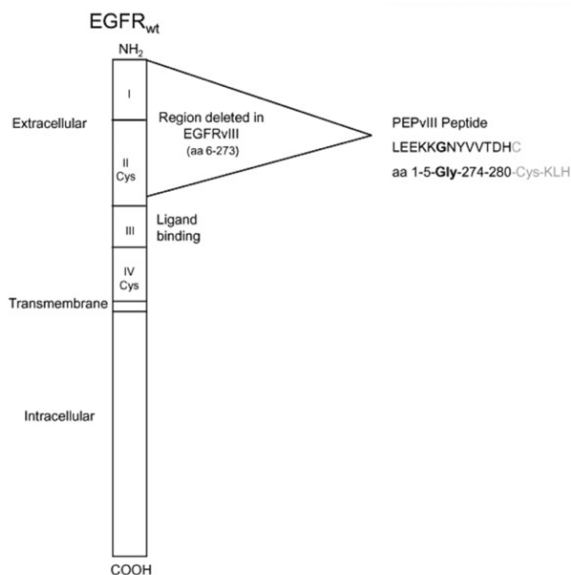 EGFRwt
NH2
I
Extracellular
Region deleted in
EGFRvIII
(aa 6-273)
PEPvIII Peptide
LEEKKGNYVVTDHC
aa 1-5-Gly-274-280-Cys-KLH
II
Cys
III
Ligand
binding
IV
Cys
Transmembrane
Intracellular
COOH